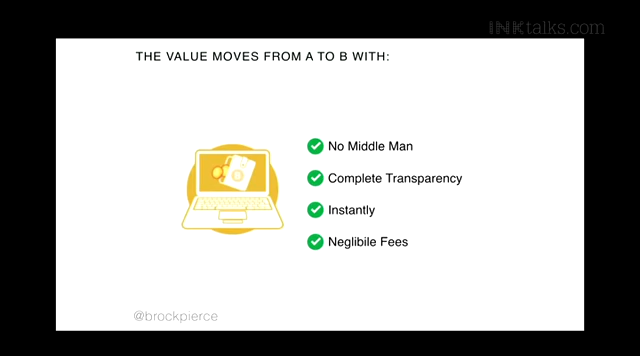 INKtalks.com
THE VALUE MOVES FROM A TO B WITH:
No Middle Man
Complete Transparency
Instantly
Neglibile Fees
@brockpierce